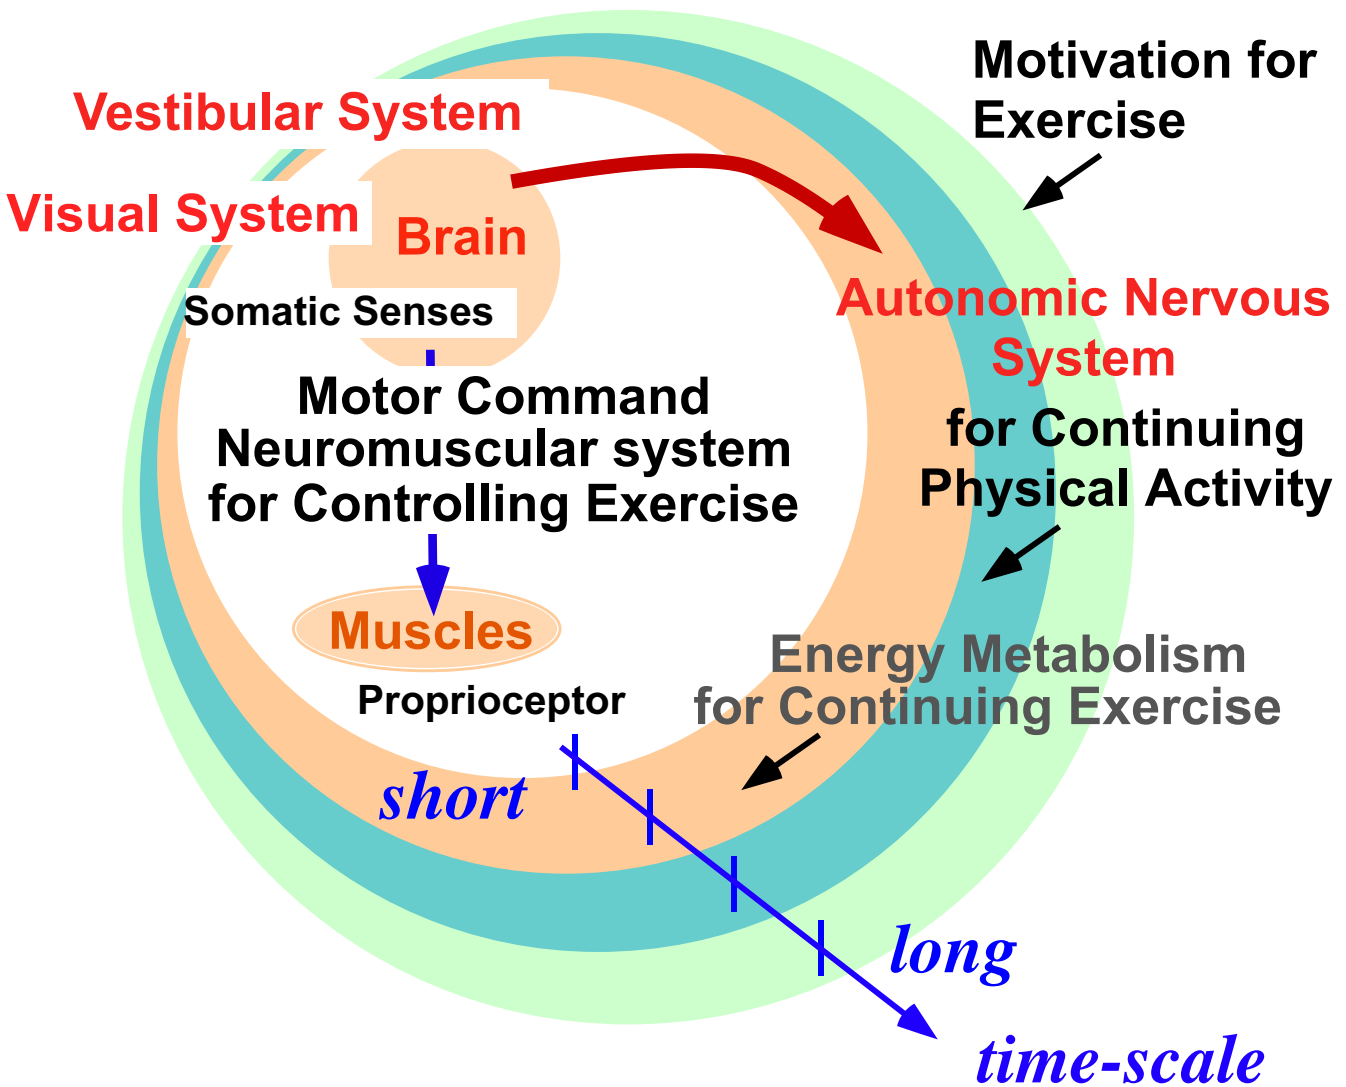 Motivation for
Exercise
Vestibular System
Visual System
Brain
Somatic Senses
Autonomic Nervous
System
for Continuing
Physical Activity
Motor Command
Neuromuscular system
for Controlling Exercise
Muscles
Proprioceptor
Energy Metabolism
for Continuing Exercise
short
long
time-scale